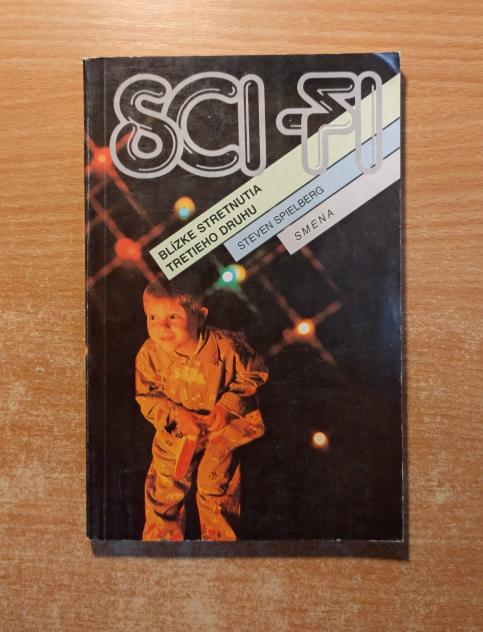 SCI-FI
BLÍZKE STRETNUTIA
TRETIEHO DRUHU
STEVEN SPIELBERG
SMENA